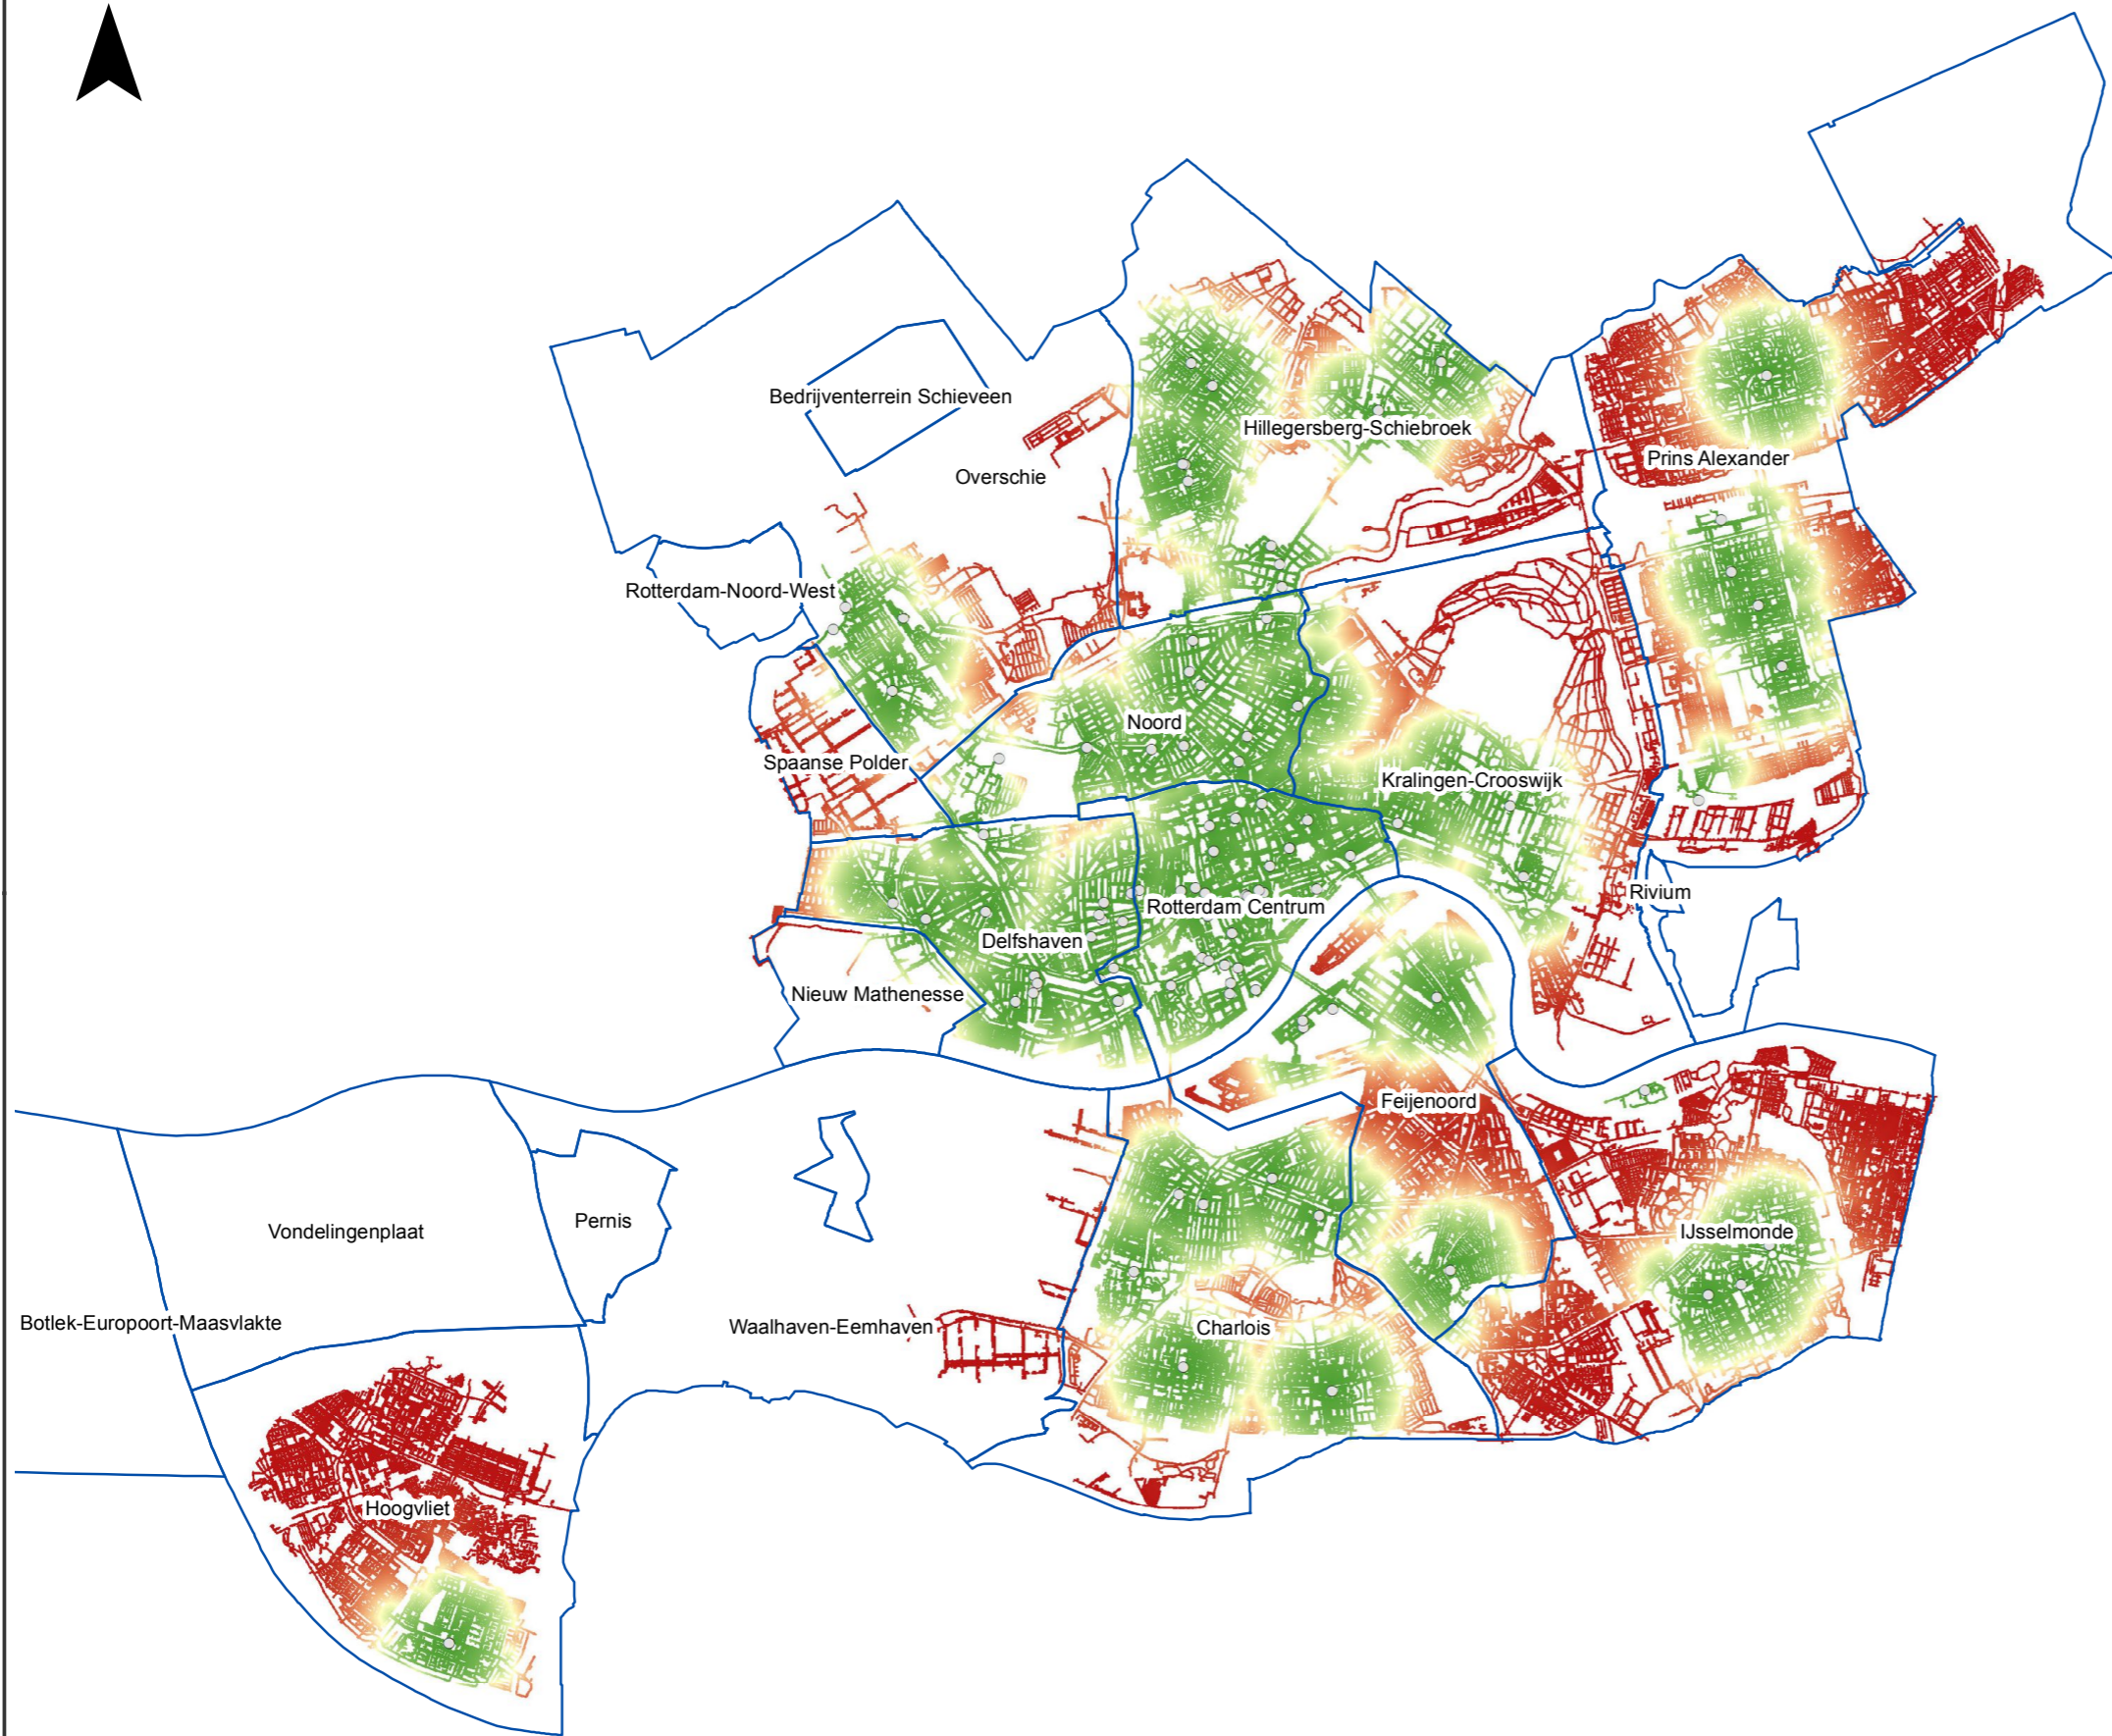 Bedrijventerrein Schieveen
Hillegersberg-Schiebroek
Prins Alexander
Overschie
Rotterdam-Noord-West
Noord
Spaanse Polder
Kralingen-Crooswijk
Rivium
Rotterdam Centrum
Delfshaven
Nieuw Mathenesse
Feijenoord
Pernis
Vondelingenplaat
IJsselmonde
Botlek-Europoort-Maasvlakte
Waalhaven-Eemhaven
Charlois
Hoogvliet